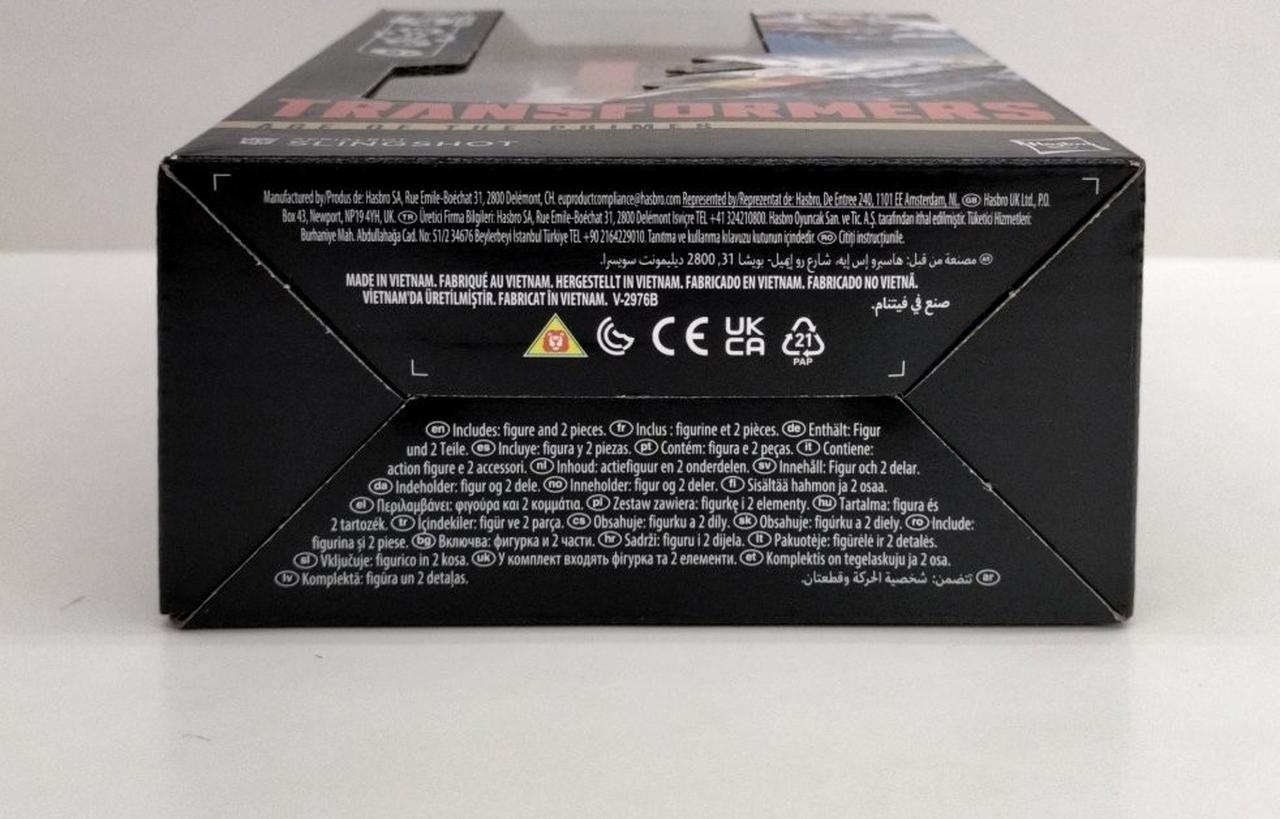 TRANSFORMERS
AGE OF THE PRIMES
SLINGSHOT
Hasbro
Manufactured by/Produs de: Hasbro SA, Rue Emile-Boéchat 31, 2800 Delémont, CH. euproductcompliance@hasbro.com Represented by/Reprezentat de: Hasbro, De Entree 240, 1101 EE Amsterdam, NL. GB Hasbro UK Ltd., P.O.
Box 43, Newport, NP19 4YH, UK. TR Üretici Firma Bilgileri: Hasbro SA, Rue Emile-Boéchat 31, 2800 Delémont İsviçre TEL +41 324210800. Hasbro Oyuncak San. ve Tic. A.Ş. tarafından ithal edilmiştir. Tüketici Hizmetleri:
Burhaniye Mah. Abdullahağa Cad. No: 51/2 34676 Beylerbeyi İstanbul Türkiye TEL +90 2164229010. Tanıtma ve kullanma kılavuzu kutunun içindedir. RO Citiți instrucțiunile.
AR مصنعة من قبل: هاسبرو إس إيه، شارع رو إيميل- بويشا 31, 2800 ديليمونت سويسرا.
MADE IN VIETNAM. FABRIQUÉ AU VIETNAM. HERGESTELLT IN VIETNAM. FABRICADO EN VIETNAM. FABRICADO NO VIETNÃ.
VİETNAM'DA ÜRETİLMİŞTİR. FABRICAT ÎN VIETNAM. V-2976B
صنع في فيتنام.
CE UK CA 21 PAP
en Includes: figure and 2 pieces. fr Inclus : figurine et 2 pièces. de Enthält: Figur
und 2 Teile. es Incluye: figura y 2 piezas. pt Contém: figura e 2 peças. it Contiene:
action figure e 2 accessori. nl Inhoud: actiefiguur en 2 onderdelen. sv Innehåll: Figur och 2 delar.
da Indeholder: figur og 2 dele. no Inneholder: figur og 2 deler. fi Sisältää hahmon ja 2 osaa.
el Περιλαμβάνει: φιγούρα και 2 κομμάτια. pl Zestaw zawiera: figurkę i 2 elementy. hu Tartalma: figura és
2 tartozék. tr İçindekiler: figür ve 2 parça. cs Obsahuje: figurku a 2 díly. sk Obsahuje: figúrku a 2 diely. ro Include:
figurina și 2 piese. bg Включва: фигурка и 2 части. hr Sadrži: figuru i 2 dijela. lt Pakuotėje: figūrėlė ir 2 detalės.
sl Vključuje: figurico in 2 kosa. uk У комплект входять фігурка та 2 елементи. et Komplektis on tegelaskuju ja 2 osa.
lv Komplektā: figūra un 2 detaļas.
ar تتضمن: شخصية الحركة وقطعتان.